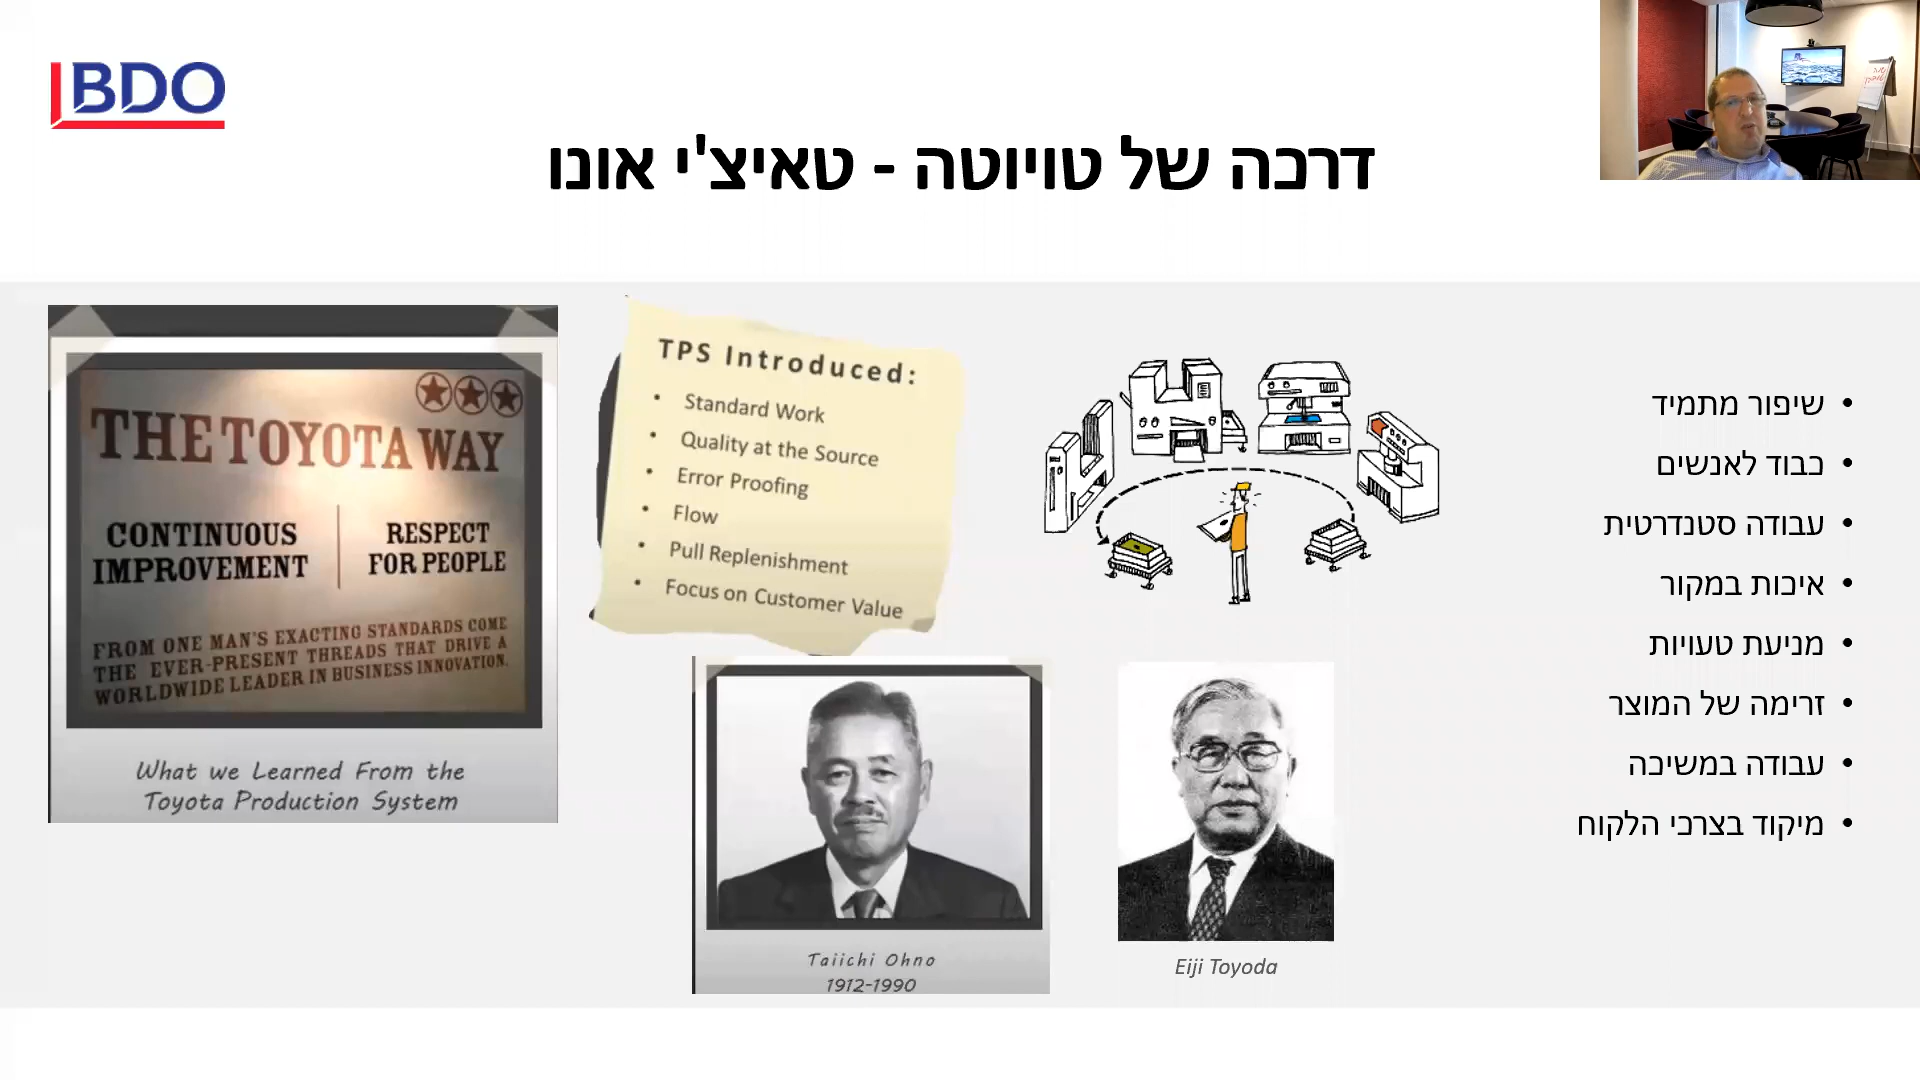 BDO
דרכה של טויוטה - טאיצ'י אונו
THE TOYOTA WAY
CONTINUOUS
IMPROVEMENT
RESPECT
FOR PEOPLE
FROM ONE MAN'S EXACTING STANDARDS COME
THE EVER-PRESENT THREADS THAT DRIVE A
WORLDWIDE LEADER IN BUSINESS INNOVATION.
What we Learned From the
Toyota Production System
TPS Introduced:
• Standard Work
• Quality at the Source
• Error Proofing
• Flow
• Pull Replenishment
• Focus on Customer Value
Taiichi Ohno
1912-1990
Eiji Toyoda
• שיפור מתמיד
• כבוד לאנשים
• עבודה סטנדרטית
• איכות במקור
• מניעת טעויות
• זרימה של המוצר
• עבודה במשיכה
• מיקוד בצרכי הלקוח